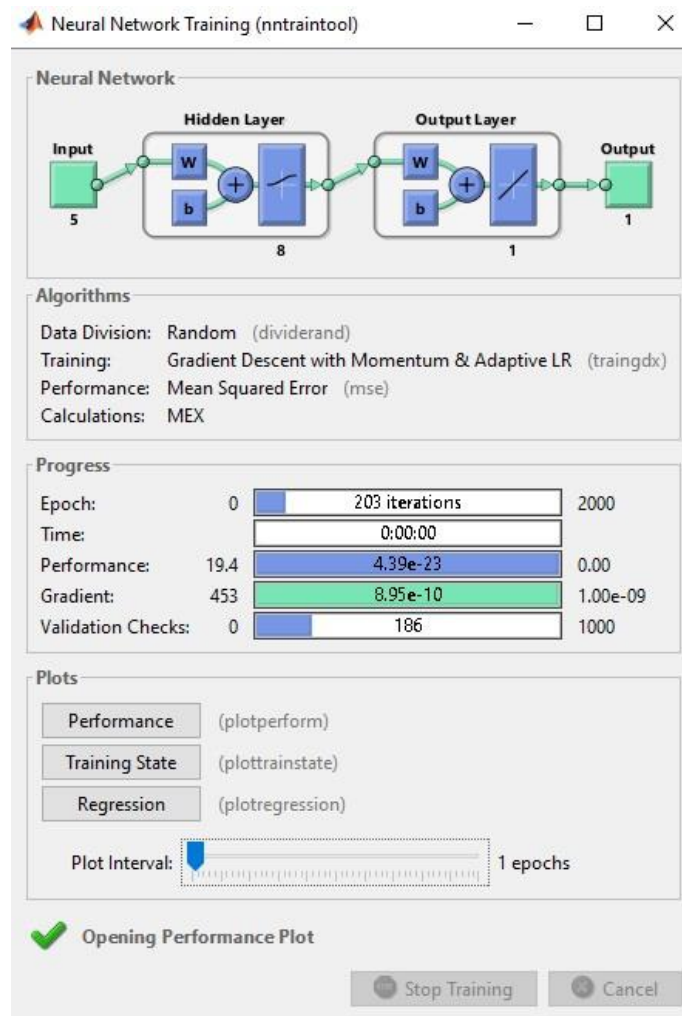 Neural Network Training (nntraintool)
Neural Network
Hidden Layer
Output Layer
Input
Output
W
b
+
W
b
+
5
8
1
1
Algorithms
Data Division: Random (dividerand)
Training: Gradient Descent with Momentum & Adaptive LR (traingdx)
Performance: Mean Squared Error (mse)
Calculations: MEX
Progress
Epoch: 0 203 iterations 2000
Time: 0:00:00
Performance: 19.4 4.39e-23 0.00
Gradient: 453 8.95e-10 1.00e-09
Validation Checks: 0 186 1000
Plots
Performance (plotperform)
Training State (plottrainstate)
Regression (plotregression)
Plot Interval: 1 epochs
Opening Performance Plot
Stop Training Cancel